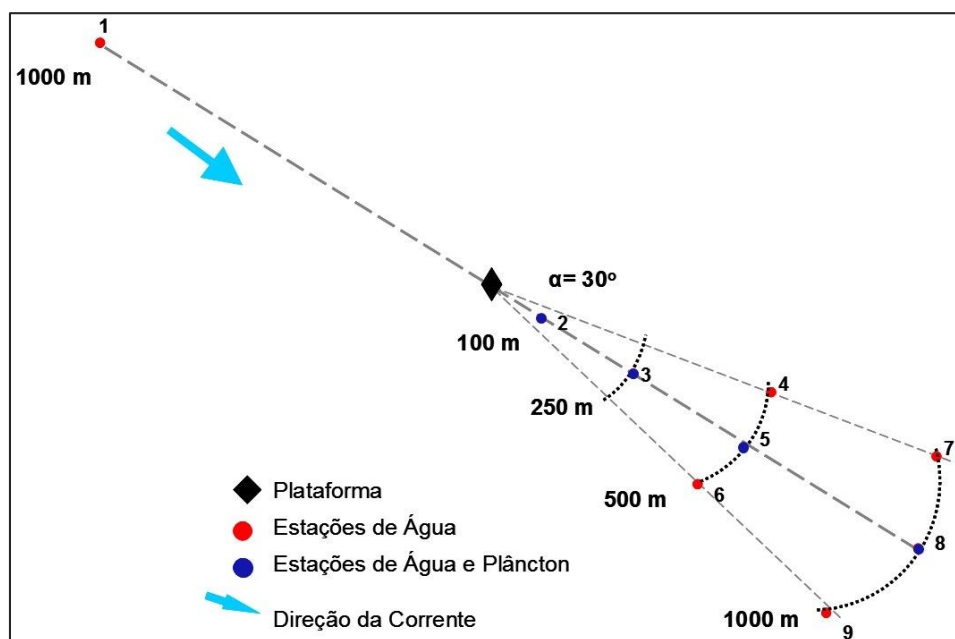 1
1000 m
α= 30º
2
100 m
3
4
250 m
5
7
6
500 m
8
1000 m
9
Plataforma
Estações de Água
Estações de Água e Plâncton
Direção da Corrente